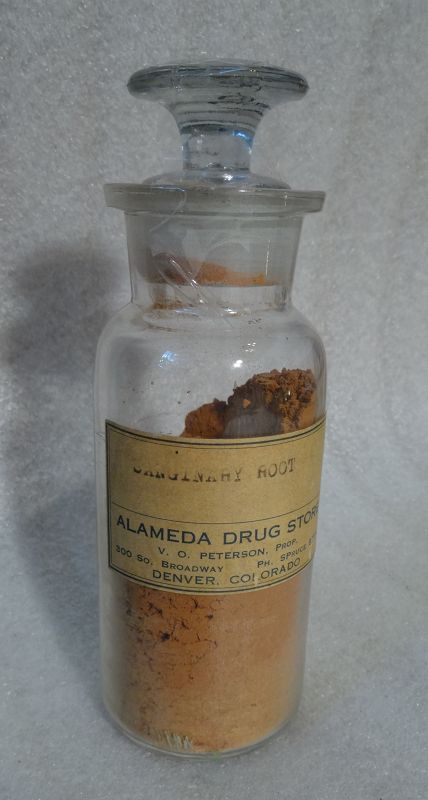 SANGINARY ROOT
ALAMEDA DRUG STORE
V. O. PETERSON, PROP.
300 SO. BROADWAY PH. SPRUCE
DENVER, COLORADO